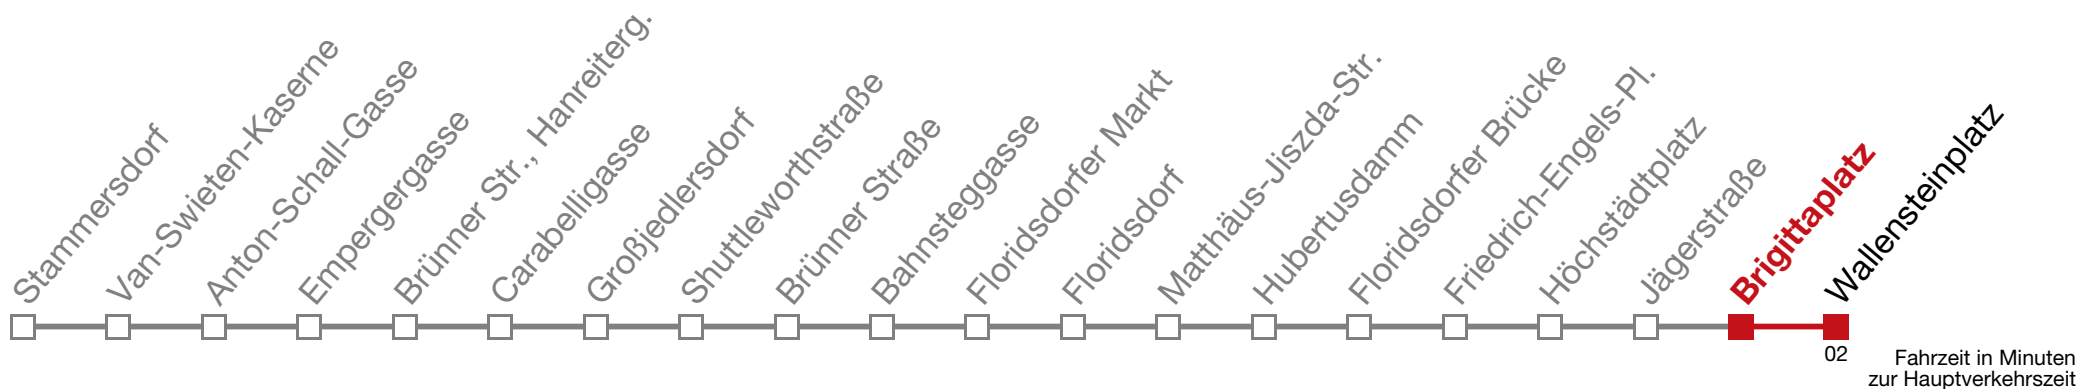 Stammersdorf
Van-Swieten-Kaserne
Anton-Schall-Gasse
Empergergasse
Brünner Str., Hanreiterg.
Carabelligasse
Großjedlersdorf
Shuttleworthstraße
Brünner Straße
Bahnsteggasse
Floridsdorfer Markt
Floridsdorf
Matthäus-Jiszda-Str.
Hubertusdamm
Floridsdorfer Brücke
Friedrich-Engels-Pl.
Höchstädtplatz
Jägerstraße
Brigittaplatz
Wallensteinplatz
02
Fahrzeit in Minuten
zur Hauptverkehrszeit